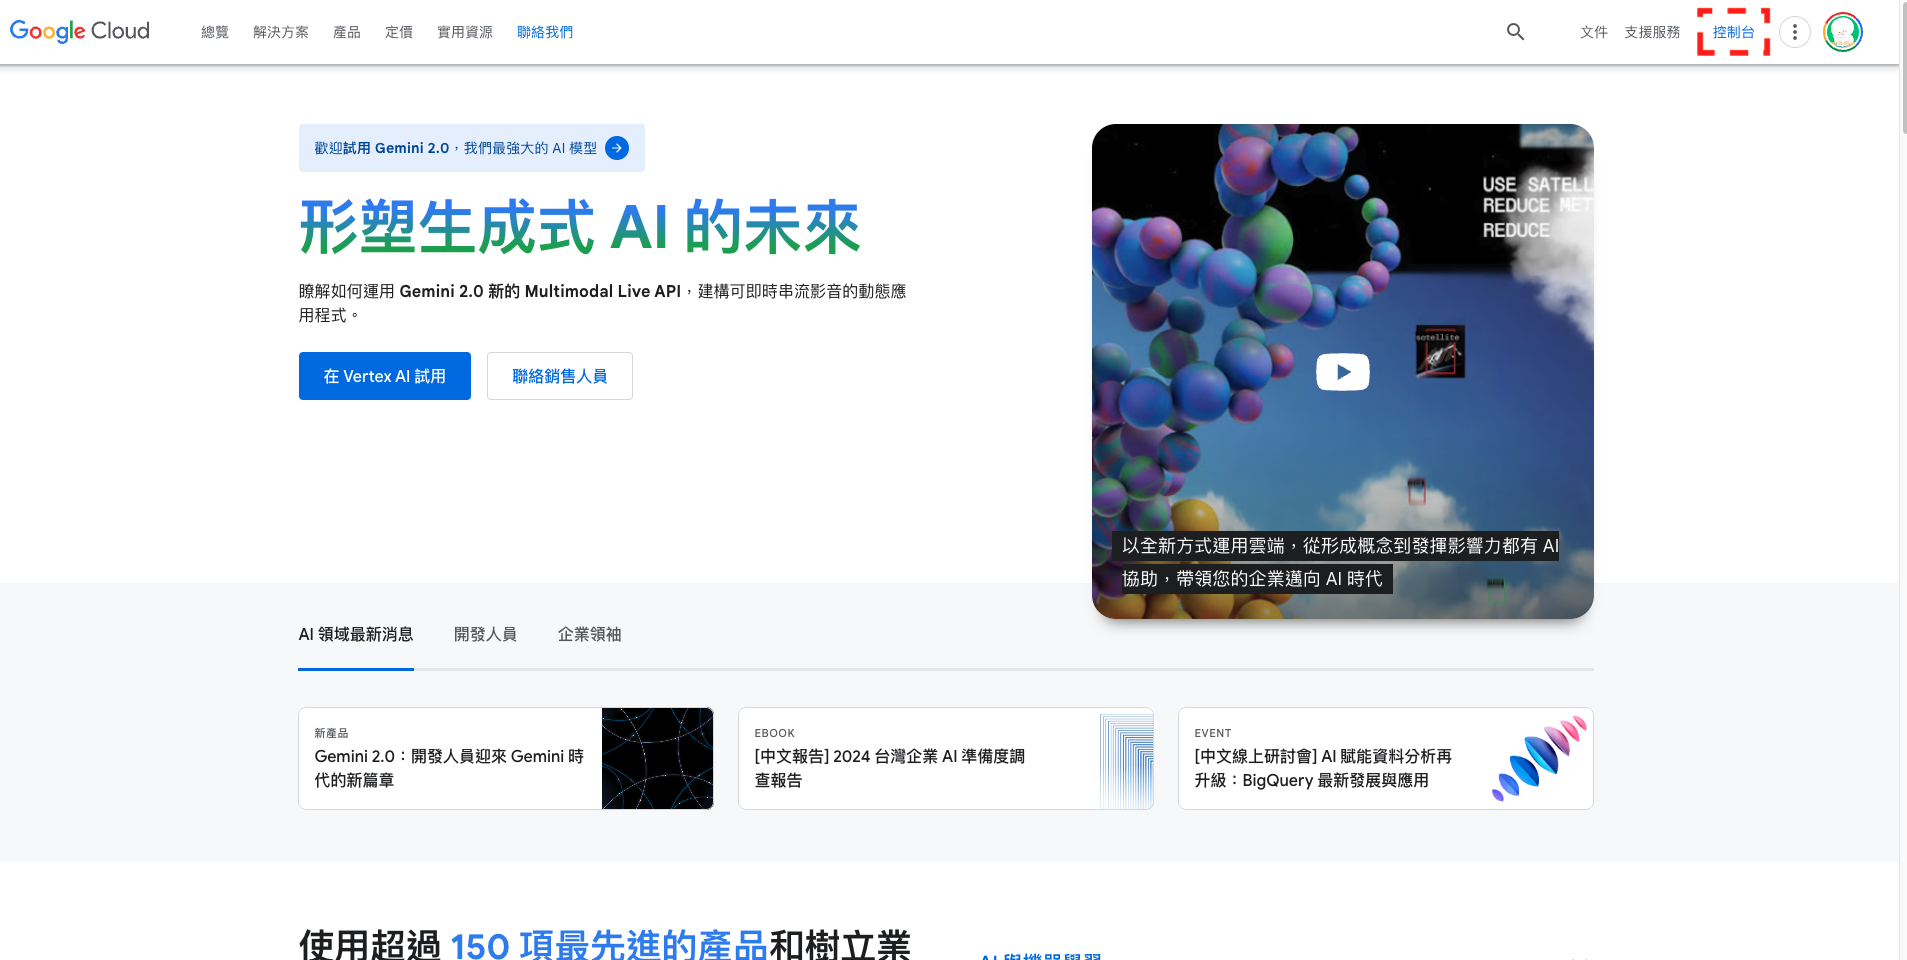 Google Cloud
總覽
解決方案
產品
定價
實用資源
聯絡我們
文件
支援服務
控制台
歡迎試用 Gemini 2.0，我們最強大的 AI 模型
形塑生成式 AI 的未來
瞭解如何運用 Gemini 2.0 新的 Multimodal Live API，建構可即時串流影音的動態應
用程式。
在 Vertex AI 試用
聯絡銷售人員
USE SATELL
REDUCE MET
REDUCE
satellite
以全新方式運用雲端，從形成概念到發揮影響力都有 AI
協助，帶領您的企業邁向 AI 時代
AI 領域最新消息
開發人員
企業領袖
新產品
Gemini 2.0：開發人員迎來 Gemini 時
代的新篇章
EBOOK
[中文報告] 2024 台灣企業 AI 準備度調
查報告
EVENT
[中文線上研討會] AI 賦能資料分析再
升級：BigQuery 最新發展與應用
使用超過 150 項最先進的產品和樹立業
AI 與機器學習